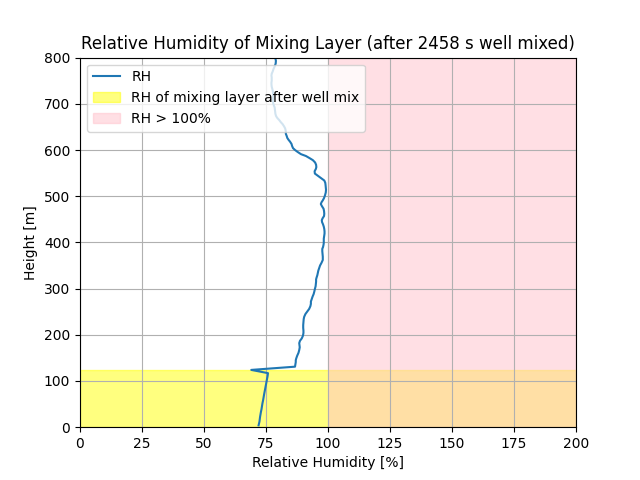 Relative Humidity of Mixing Layer (after 2458 s well mixed)
800
700
600
500
400
300
200
100
0
Height [m]
RH
RH of mixing layer after well mix
RH > 100%
0 25 50 75 100 125 150 175 200
Relative Humidity [%]